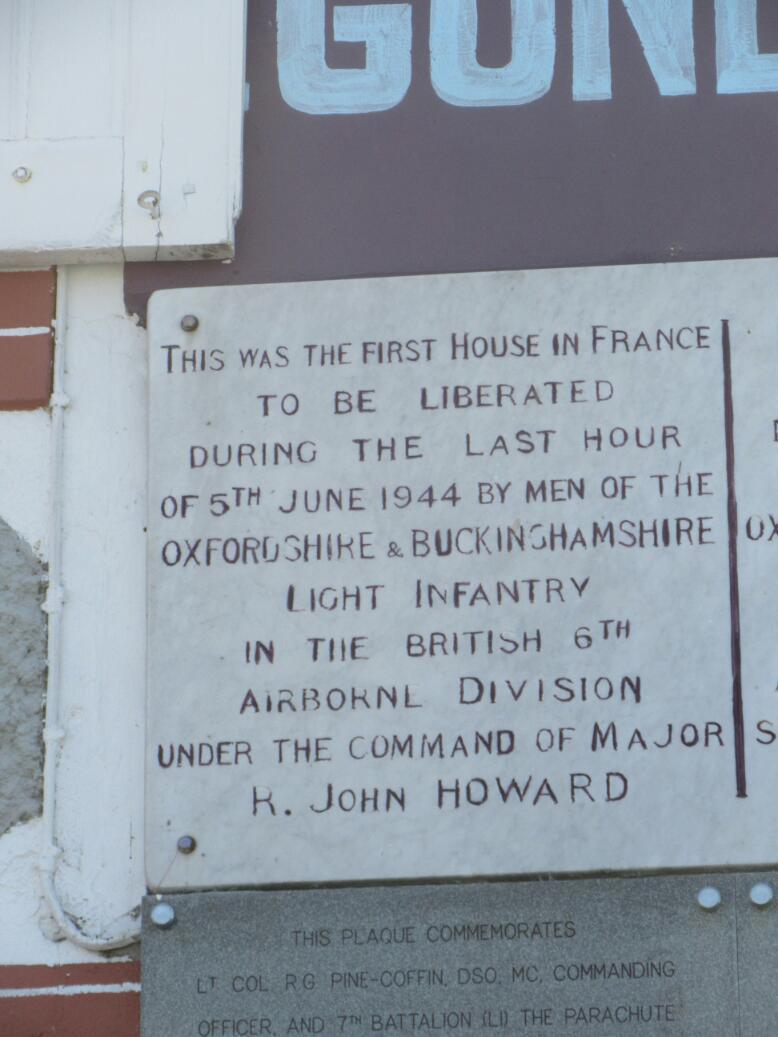 GON
THIS WAS THE FIRST HOUSE IN FRANCE
TO BE LIBERATED
DURING THE LAST HOUR
OF 5TH JUNE 1944 BY MEN OF THE
OXFORDSHIRE & BUCKINGHAMSHIRE
LIGHT INFANTRY
IN THE BRITISH 6TH
AIRBORNE DIVISION
UNDER THE COMMAND OF MAJOR
R. JOHN HOWARD
OX
S
THIS PLAQUE COMMEMORATES
LT COL R.G PINE-COFFIN, DSO, MC, COMMANDING
OFFICER, AND 7TH BATTALION (LI) THE PARACHUTE